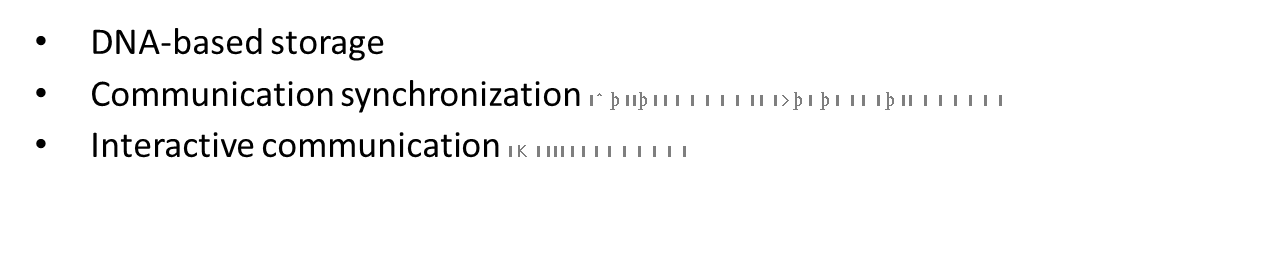 • DNA-based storage
• Communication synchronization
• Interactive communication